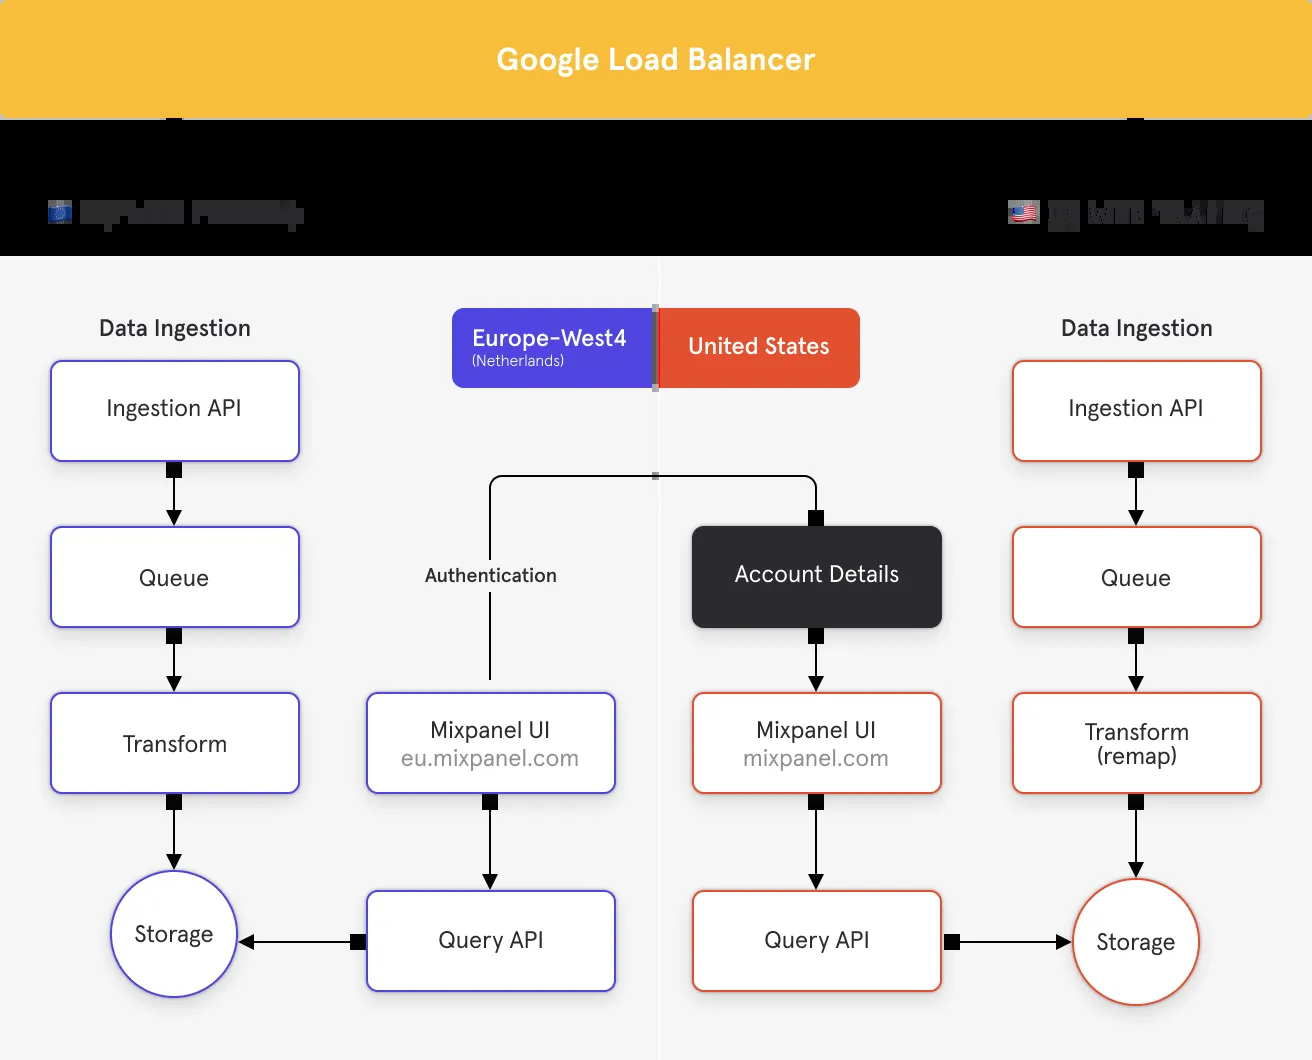 Google Load Balancer
Data Ingestion
Europe-West4
(Netherlands)
United States
Data Ingestion
Ingestion API
Ingestion API
Queue
Authentication
Account Details
Queue
Transform
Mixpanel UI
eu.mixpanel.com
Mixpanel UI
mixpanel.com
Transform
(remap)
Storage
Query API
Query API
Storage